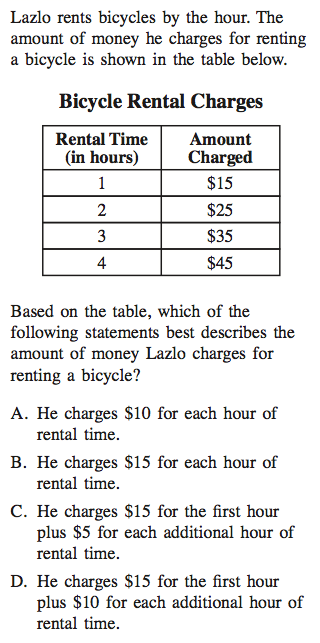 Lazlo rents bicycles by the hour. The
amount of money he charges for renting
a bicycle is shown in the table below.
Bicycle Rental Charges
Rental Time
(in hours)
Amount
Charged
1 $15
2 $25
3 $35
4 $45
Based on the table, which of the
following statements best describes the
amount of money Lazlo charges for
renting a bicycle?
A. He charges $10 for each hour of
rental time.
B. He charges $15 for each hour of
rental time.
C. He charges $15 for the first hour
plus $5 for each additional hour of
rental time.
D. He charges $15 for the first hour
plus $10 for each additional hour of
rental time.